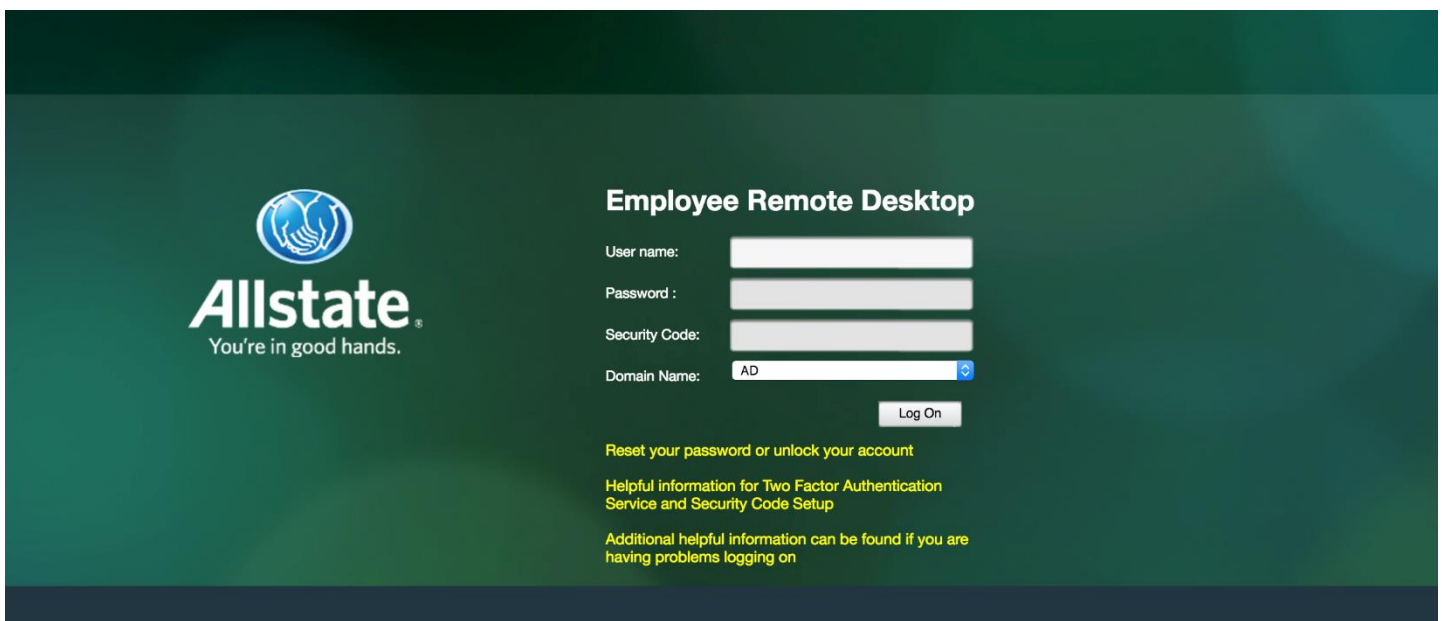 Allstate®
You're in good hands.
Employee Remote Desktop
User name:
Password :
Security Code:
Domain Name:
AD
Log On
Reset your password or unlock your account
Helpful information for Two Factor Authentication
Service and Security Code Setup
Additional helpful information can be found if you are
having problems logging on